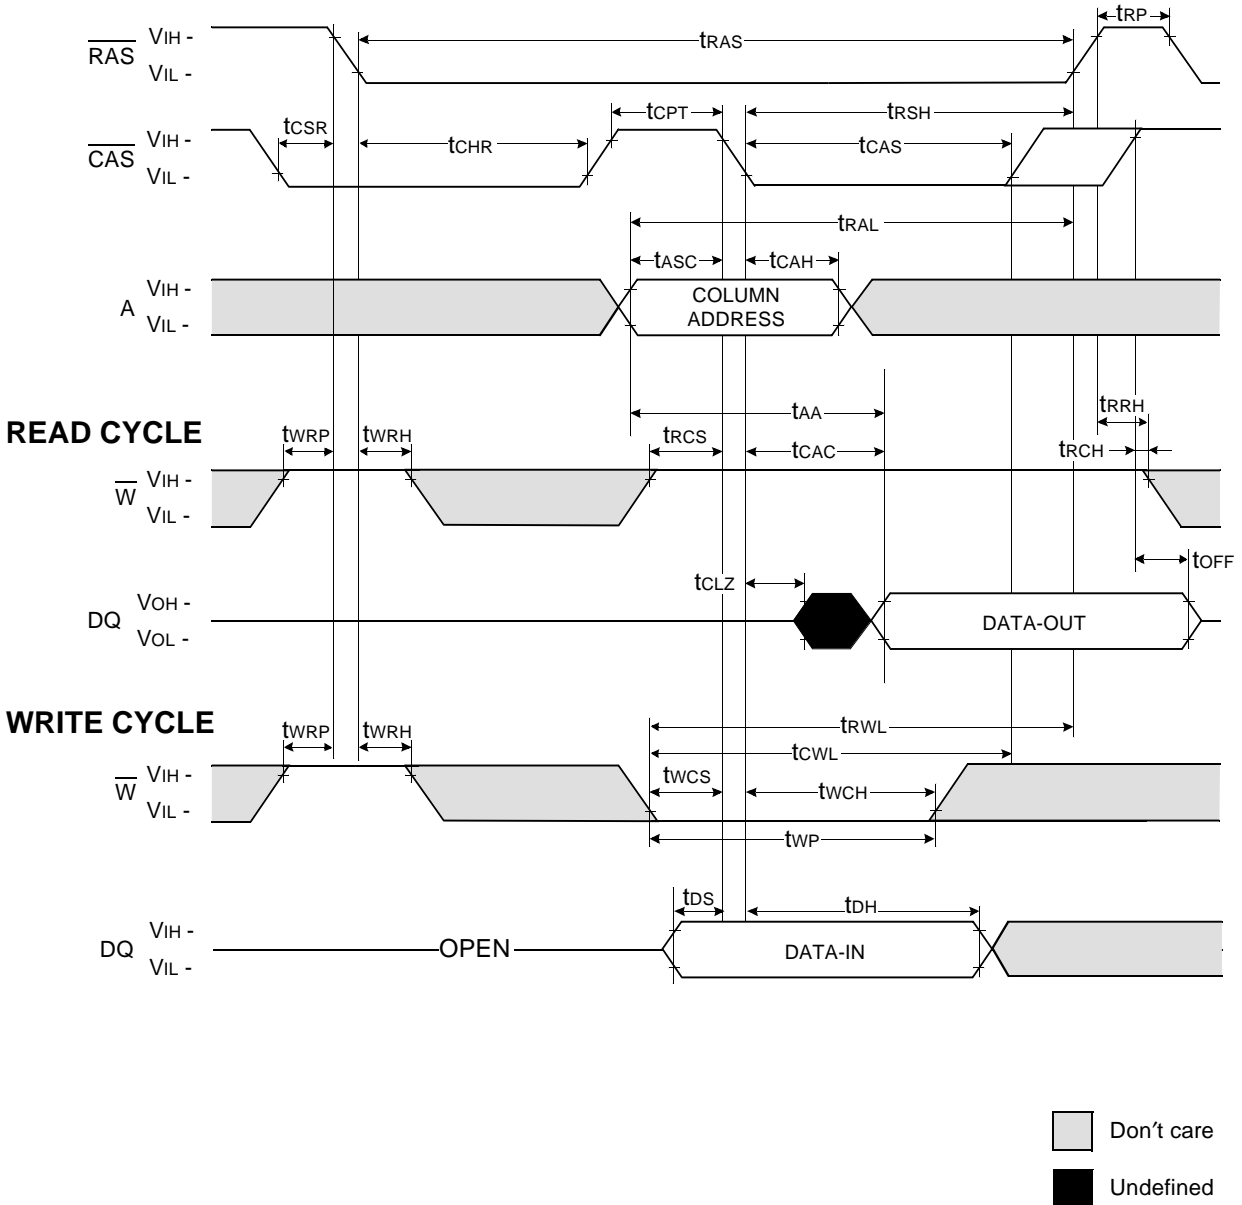 tRP
VIH -
RAS
VIL -
tRAS
tCPT
tRSH
tCSR
VIH -
CAS
VIL -
tCHR
tCAS
tRAL
tASC
tCAH
VIH -
A
VIL -
COLUMN
ADDRESS
tAA
tRRH
READ CYCLE
tWRP
tWRH
tRCS
tCAC
tRCH
VIH -
W
VIL -
tOFF
tCLZ
VOH -
DQ
VOL -
DATA-OUT
WRITE CYCLE
tWRP
tWRH
tRWL
tCWL
VIH -
W
VIL -
tWCS
tWCH
tWP
tDS
tDH
VIH -
DQ
VIL -
OPEN
DATA-IN
Don′t care
Undefined